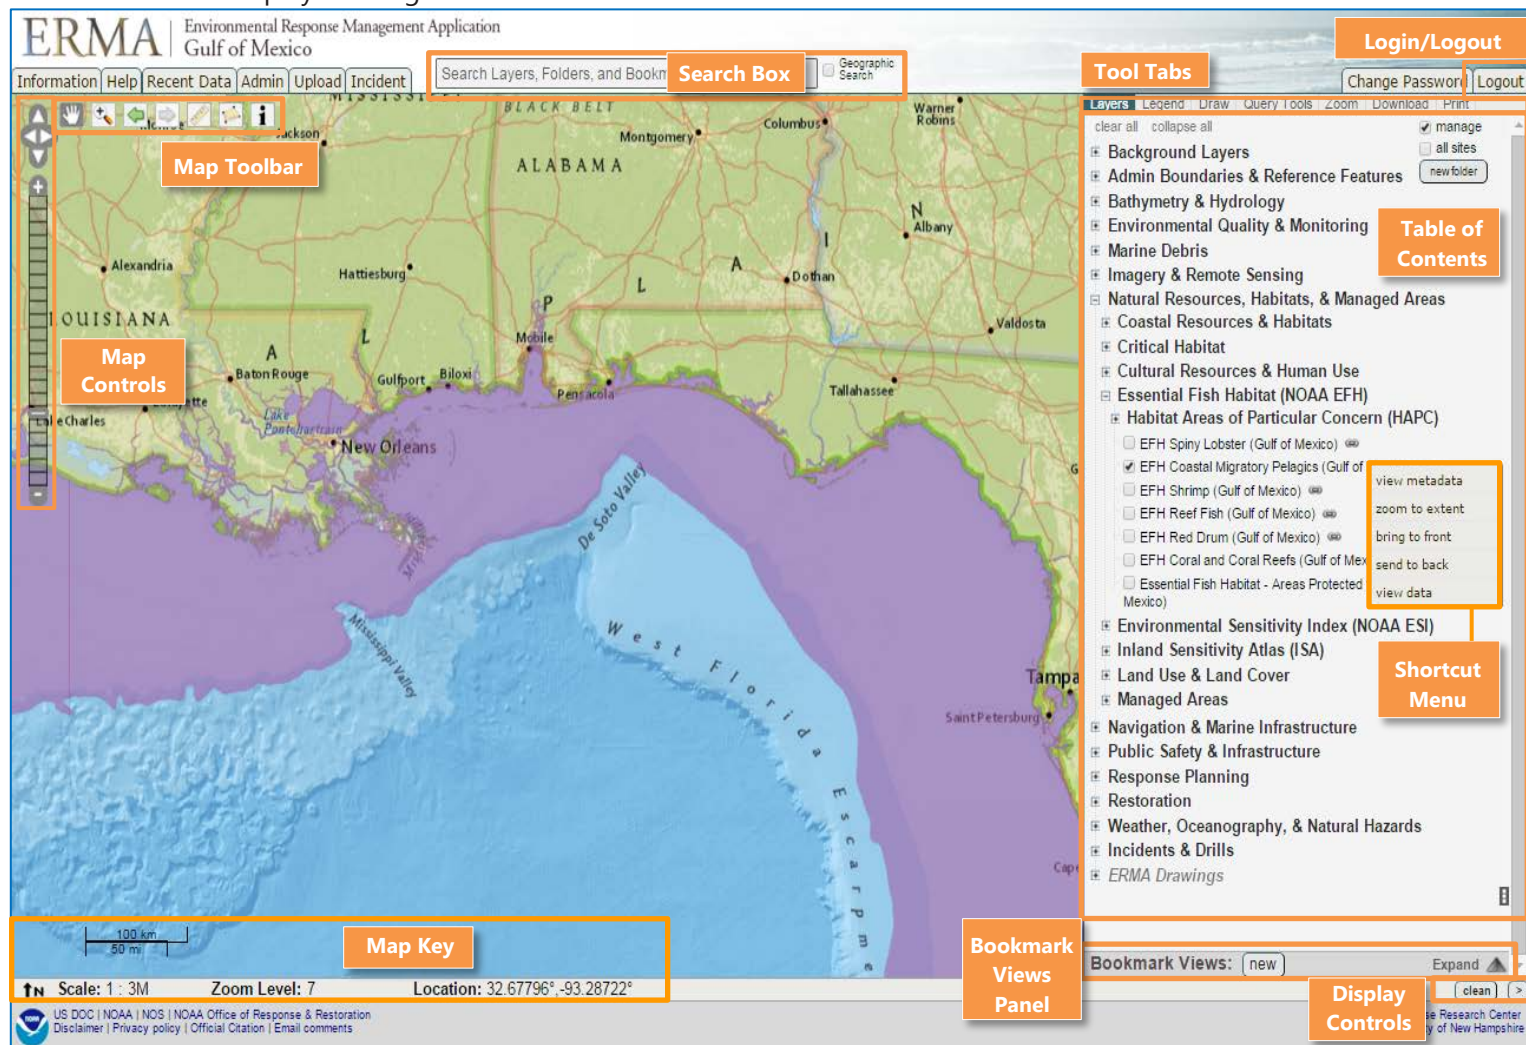 ERMA
Environmental Response Management Application
Gulf of Mexico
Login/Logout
Information Help Recent Data Admin Upload Incident
Search Layers, Folders, and Bookm
Search Box
Geographic
Search
Tool Tabs
Change Password Logout
Layers Legend Draw Query Tools Zoom Download Print
clear all collapse all
manage
all sites
new folder
Background Layers
Admin Boundaries & Reference Features
Bathymetry & Hydrology
Environmental Quality & Monitoring
Marine Debris
Imagery & Remote Sensing
Table of
Contents
Natural Resources, Habitats, & Managed Areas
Coastal Resources & Habitats
Critical Habitat
Cultural Resources & Human Use
Essential Fish Habitat (NOAA EFH)
Habitat Areas of Particular Concern (HAPC)
EFH Spiny Lobster (Gulf of Mexico)
EFH Coastal Migratory Pelagics (Gulf of
EFH Shrimp (Gulf of Mexico)
EFH Reef Fish (Gulf of Mexico)
EFH Red Drum (Gulf of Mexico)
EFH Coral and Coral Reefs (Gulf of Mex
Essential Fish Habitat - Areas Protected
Mexico)
view metadata
zoom to extent
bring to front
send to back
view data
Shortcut
Menu
Environmental Sensitivity Index (NOAA ESI)
Inland Sensitivity Atlas (ISA)
Land Use & Land Cover
Managed Areas
Navigation & Marine Infrastructure
Public Safety & Infrastructure
Response Planning
Restoration
Weather, Oceanography, & Natural Hazards
Incidents & Drills
ERMA Drawings
Map Toolbar
Map
Controls
MISSISSIPPI
BLACK BELT
Jackson
Montgomery
Columbus
Warner
Robins
ALABAMA
Albany
Alexandria
Hattiesburg
Dothan
LOUISIANA
Valdosta
Mobile
Baton Rouge
Gulfport
Biloxi
Pensacola
Tallahassee
Lake Charles
Lake
Pontchartrain
New Orleans
De Soto Valley
Mississippi Valley
West Florida Escarpme
Tampa
Saint Petersburg
Cape
100 km
50 mi
Map Key
Bookmark
Views
Panel
Bookmark Views: new
Expand
N Scale: 1 : 3M Zoom Level: 7 Location: 32.67796°,-93.28722°
clean >
Display
Controls
US DOC | NOAA | NOS | NOAA Office of Response & Restoration
Disclaimer | Privacy policy | Official Citation | Email comments
se Research Center
y of New Hampshire